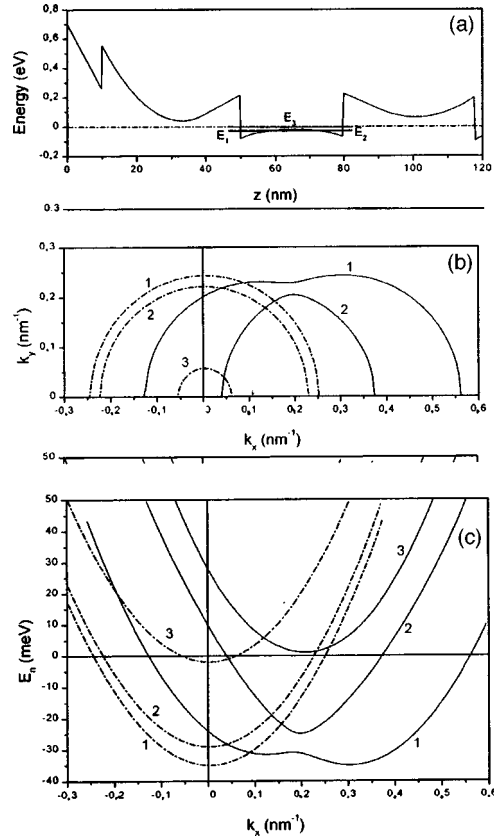 (a)
0,8
0,6
0,4
0,2
0
-0,2
Energy (eV)
E₁
E₃
E₂
0 20 40 60 80 100 120
z (nm)
0.3
(b)
0,3
0,2
0,1
0
k_y (nm⁻¹)
1
2
3
1
2
-0,3 -0,2 -0,1 0 0,1 0,2 0,3 0,4 0,5 0,6
k_x (nm⁻¹)
50
(c)
50
40
30
20
10
0
-10
-20
-30
-40
E_n (meV)
3
2
1
3
2
1
-0,3 -0,2 -0,1 0 0,1 0,2 0,3 0,4 0,5 0,6
k_x (nm⁻¹)